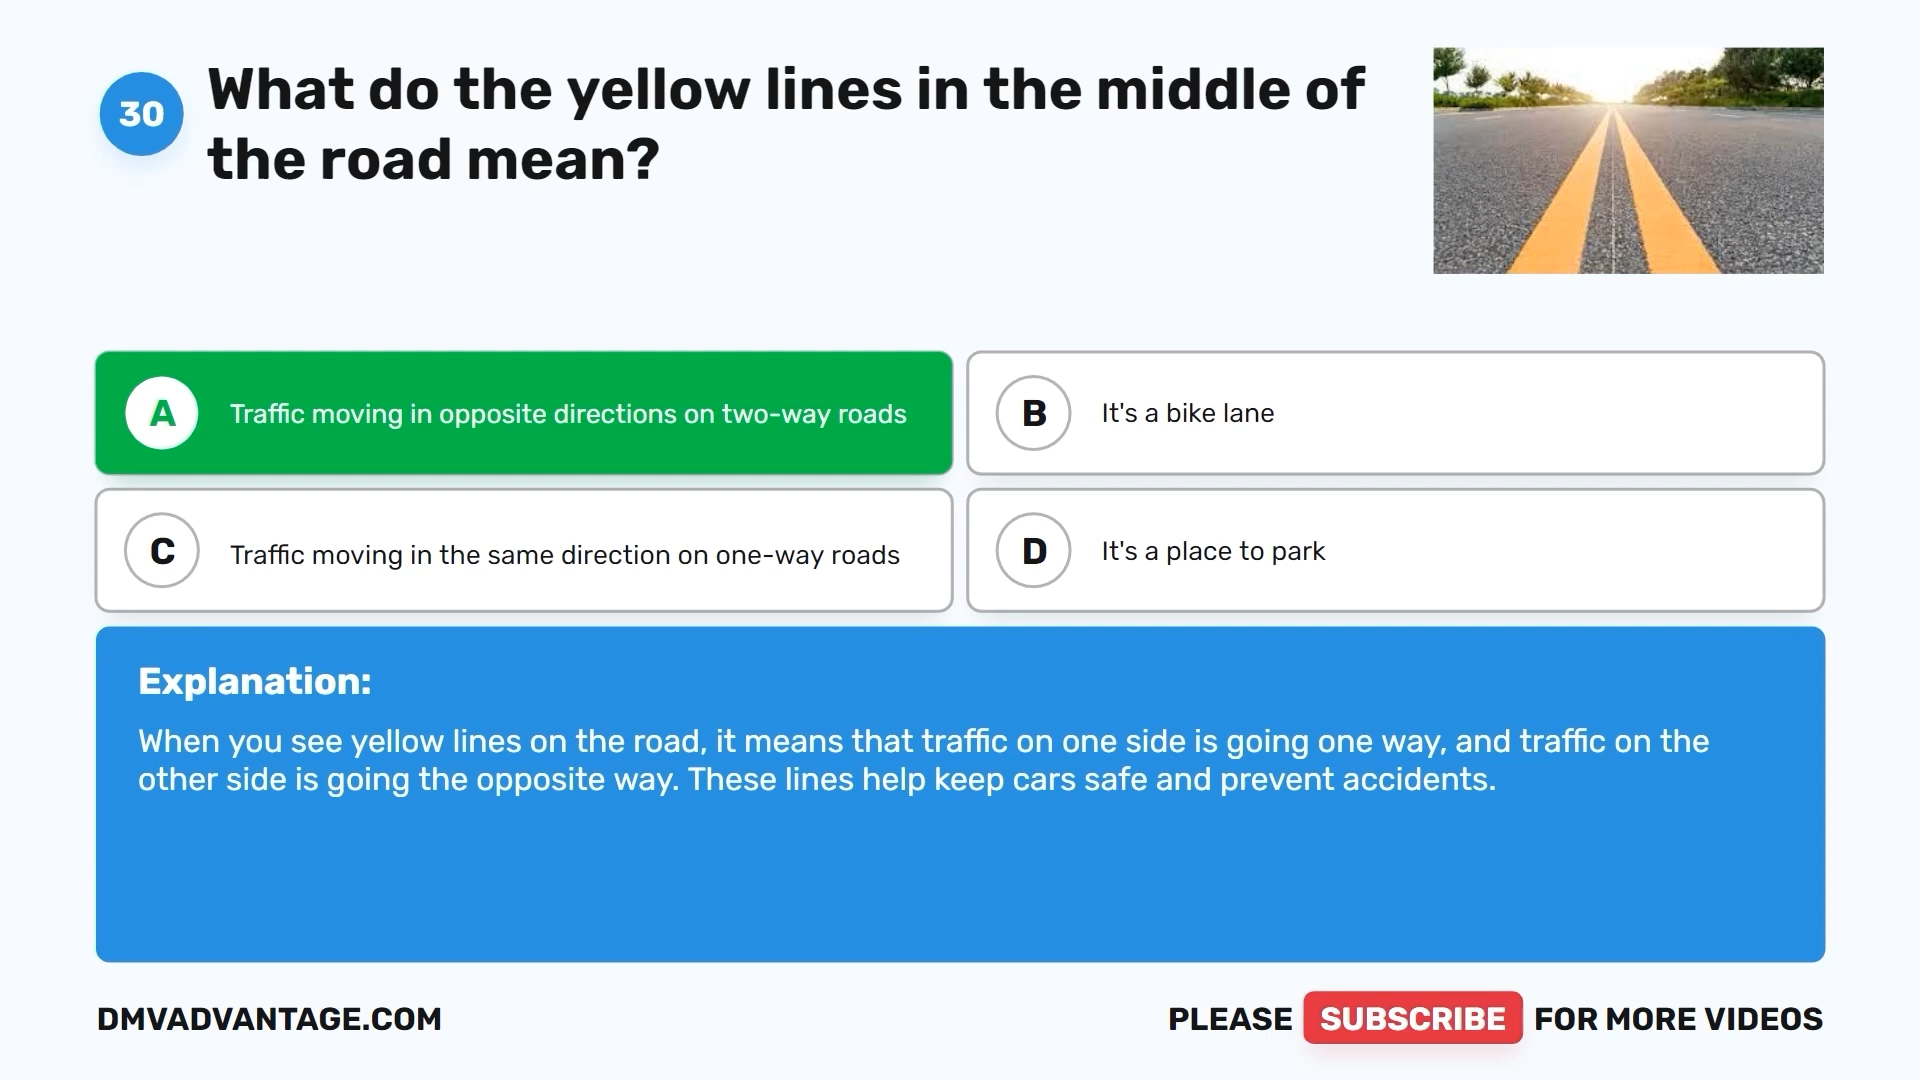 30
What do the yellow lines in the middle of
the road mean?
A Traffic moving in opposite directions on two-way roads
B It's a bike lane
C Traffic moving in the same direction on one-way roads
D It's a place to park
Explanation:
When you see yellow lines on the road, it means that traffic on one side is going one way, and traffic on the
other side is going the opposite way. These lines help keep cars safe and prevent accidents.
DMVADVANTAGE.COM
PLEASE SUBSCRIBE FOR MORE VIDEOS